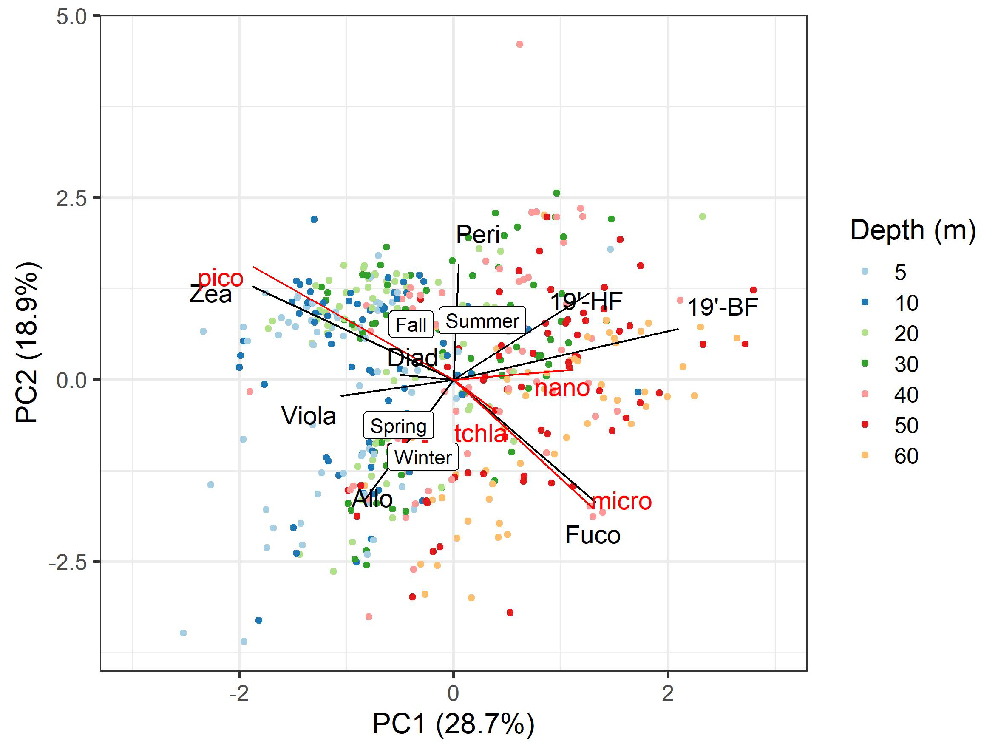 5.0
2.5
0.0
-2.5
-2
0
2
PC2 (18.9%)
PC1 (28.7%)
Peri
pico
Zea
19'-HF
19'-BF
Fall
Summer
Diad
nano
Viola
Spring
tchla
Winter
Allo
micro
Fuco
Depth (m)
5
10
20
30
40
50
60